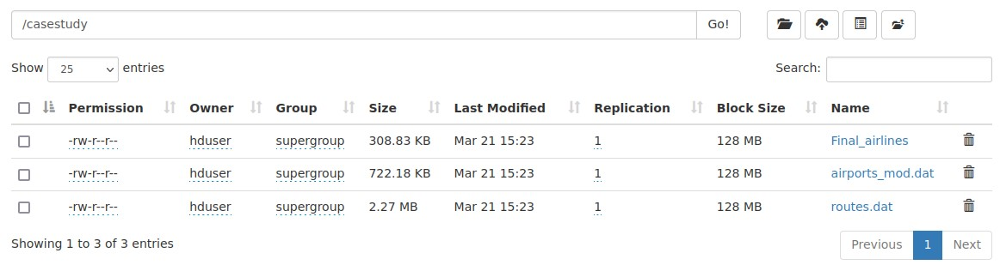 /casestudy Go!
Show 25 entries Search:
Permission Owner Group Size Last Modified Replication Block Size Name
-rw-r--r-- hduser supergroup 308.83 KB Mar 21 15:23 1 128 MB Final_airlines
-rw-r--r-- hduser supergroup 722.18 KB Mar 21 15:23 1 128 MB airports_mod.dat
-rw-r--r-- hduser supergroup 2.27 MB Mar 21 15:23 1 128 MB routes.dat
Showing 1 to 3 of 3 entries Previous 1 Next